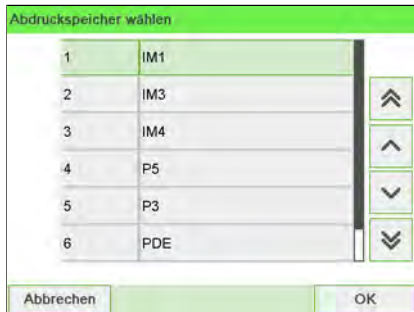 Abdruckspeicher wählen
1 IM1
2 IM3
3 IM4
4 P5
5 P3
6 PDE
Abbrechen OK